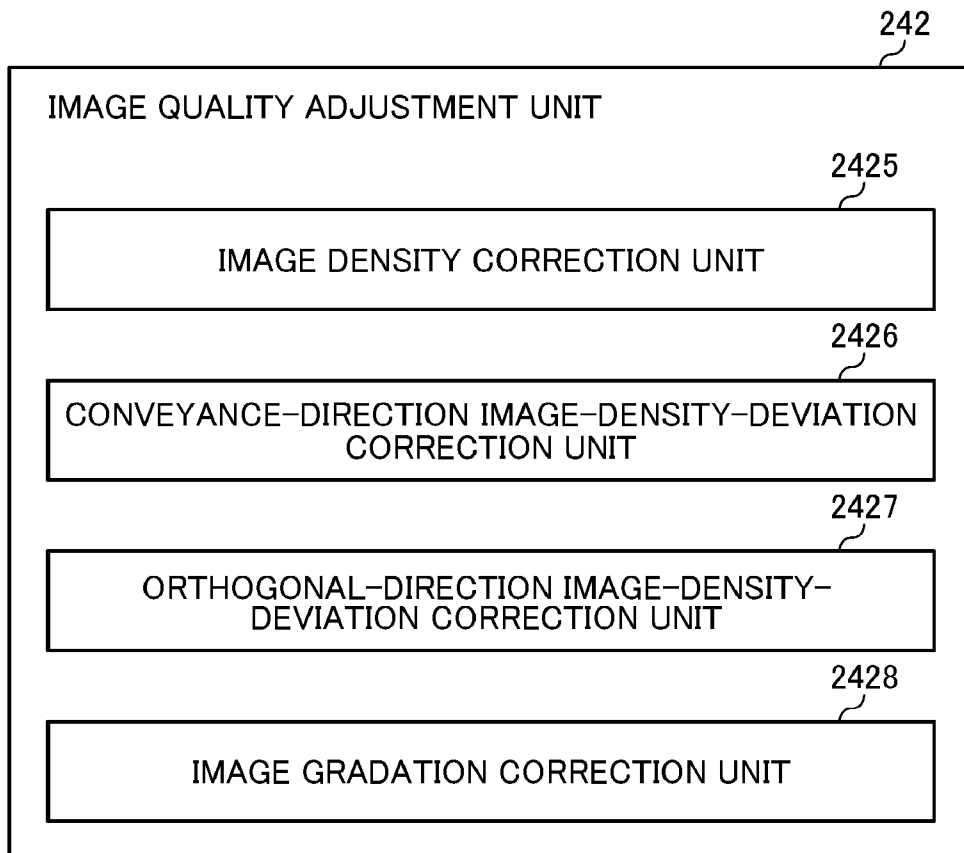 242
IMAGE QUALITY ADJUSTMENT UNIT
2425
IMAGE DENSITY CORRECTION UNIT
2426
CONVEYANCE-DIRECTION IMAGE-DENSITY-DEVIATION
CORRECTION UNIT
2427
ORTHOGONAL-DIRECTION IMAGE-DENSITY-
DEVIATION CORRECTION UNIT
2428
IMAGE GRADATION CORRECTION UNIT